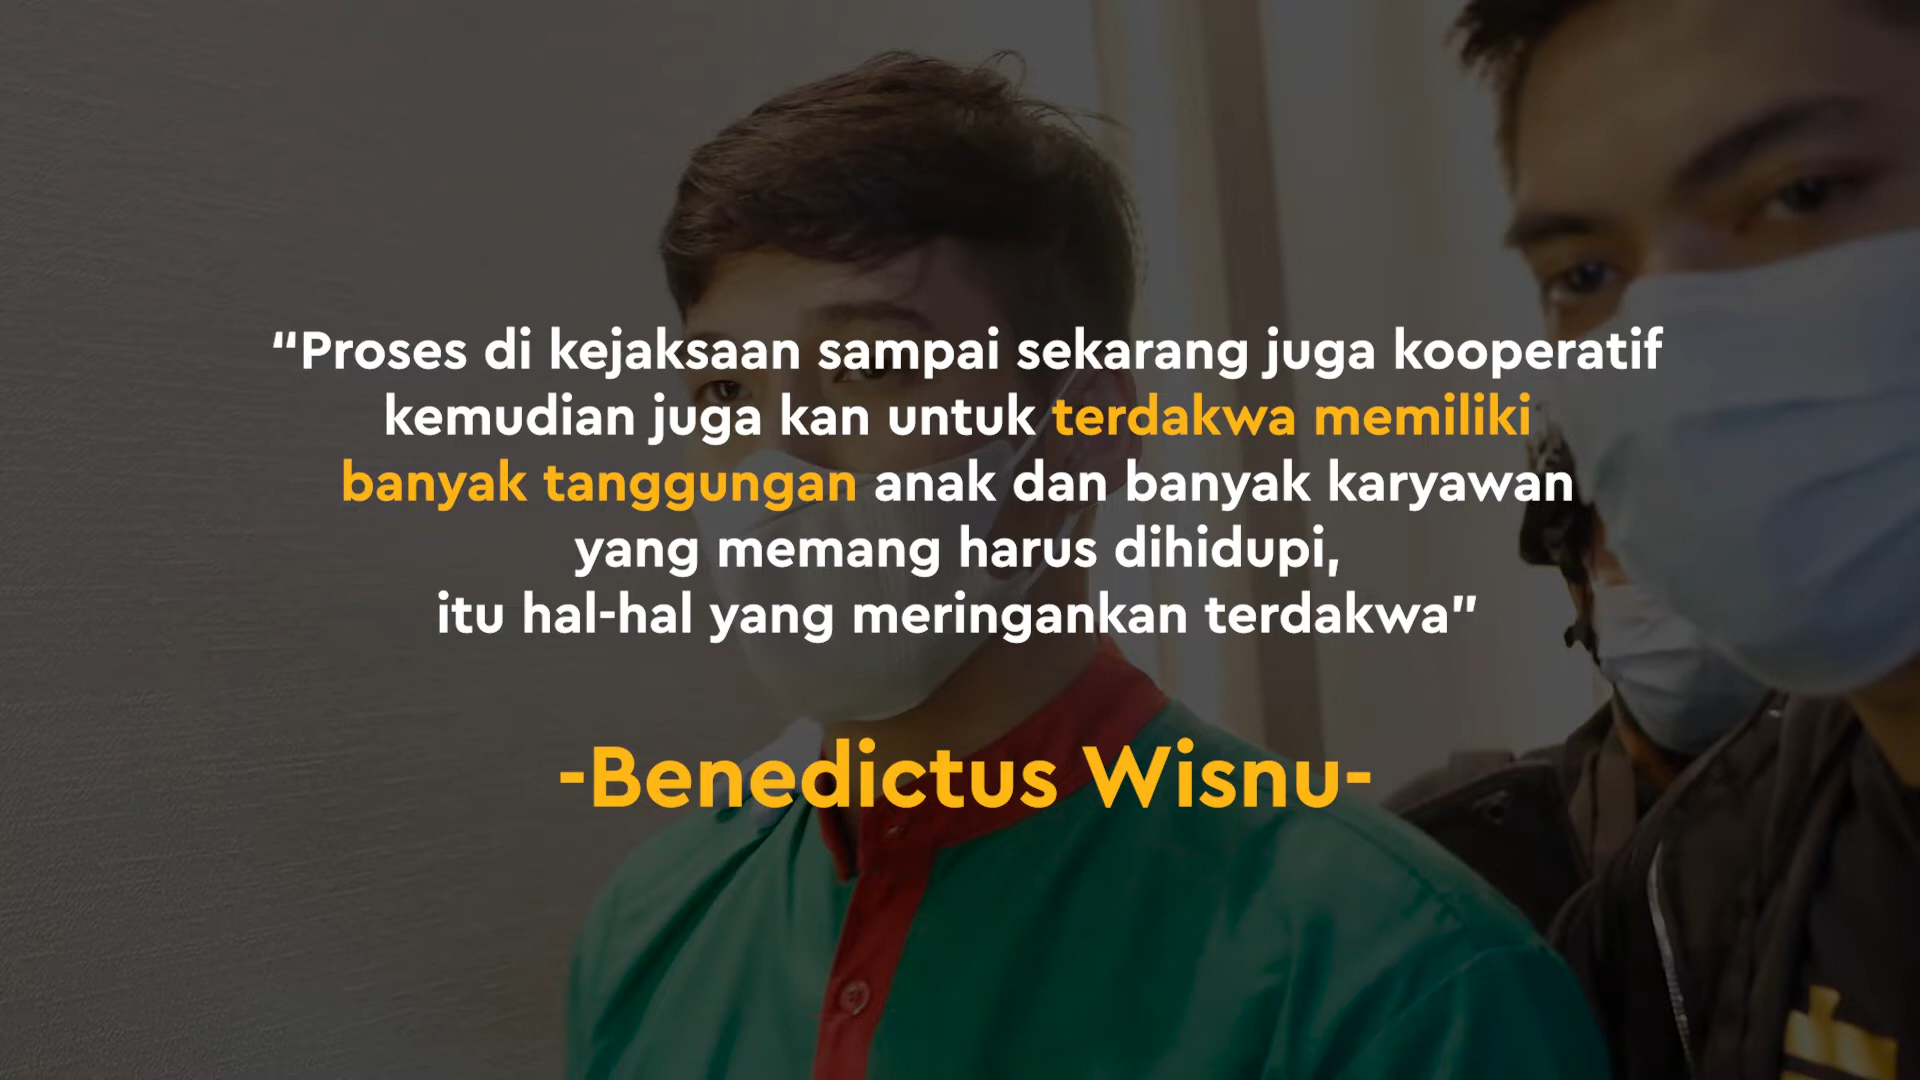 “Proses di kejaksaan sampai sekarang juga kooperatif
kemudian juga kan untuk terdakwa memiliki
banyak tanggungan anak dan banyak karyawan
yang memang harus dihidupi,
itu hal-hal yang meringankan terdakwa”
-Benedictus Wisnu-